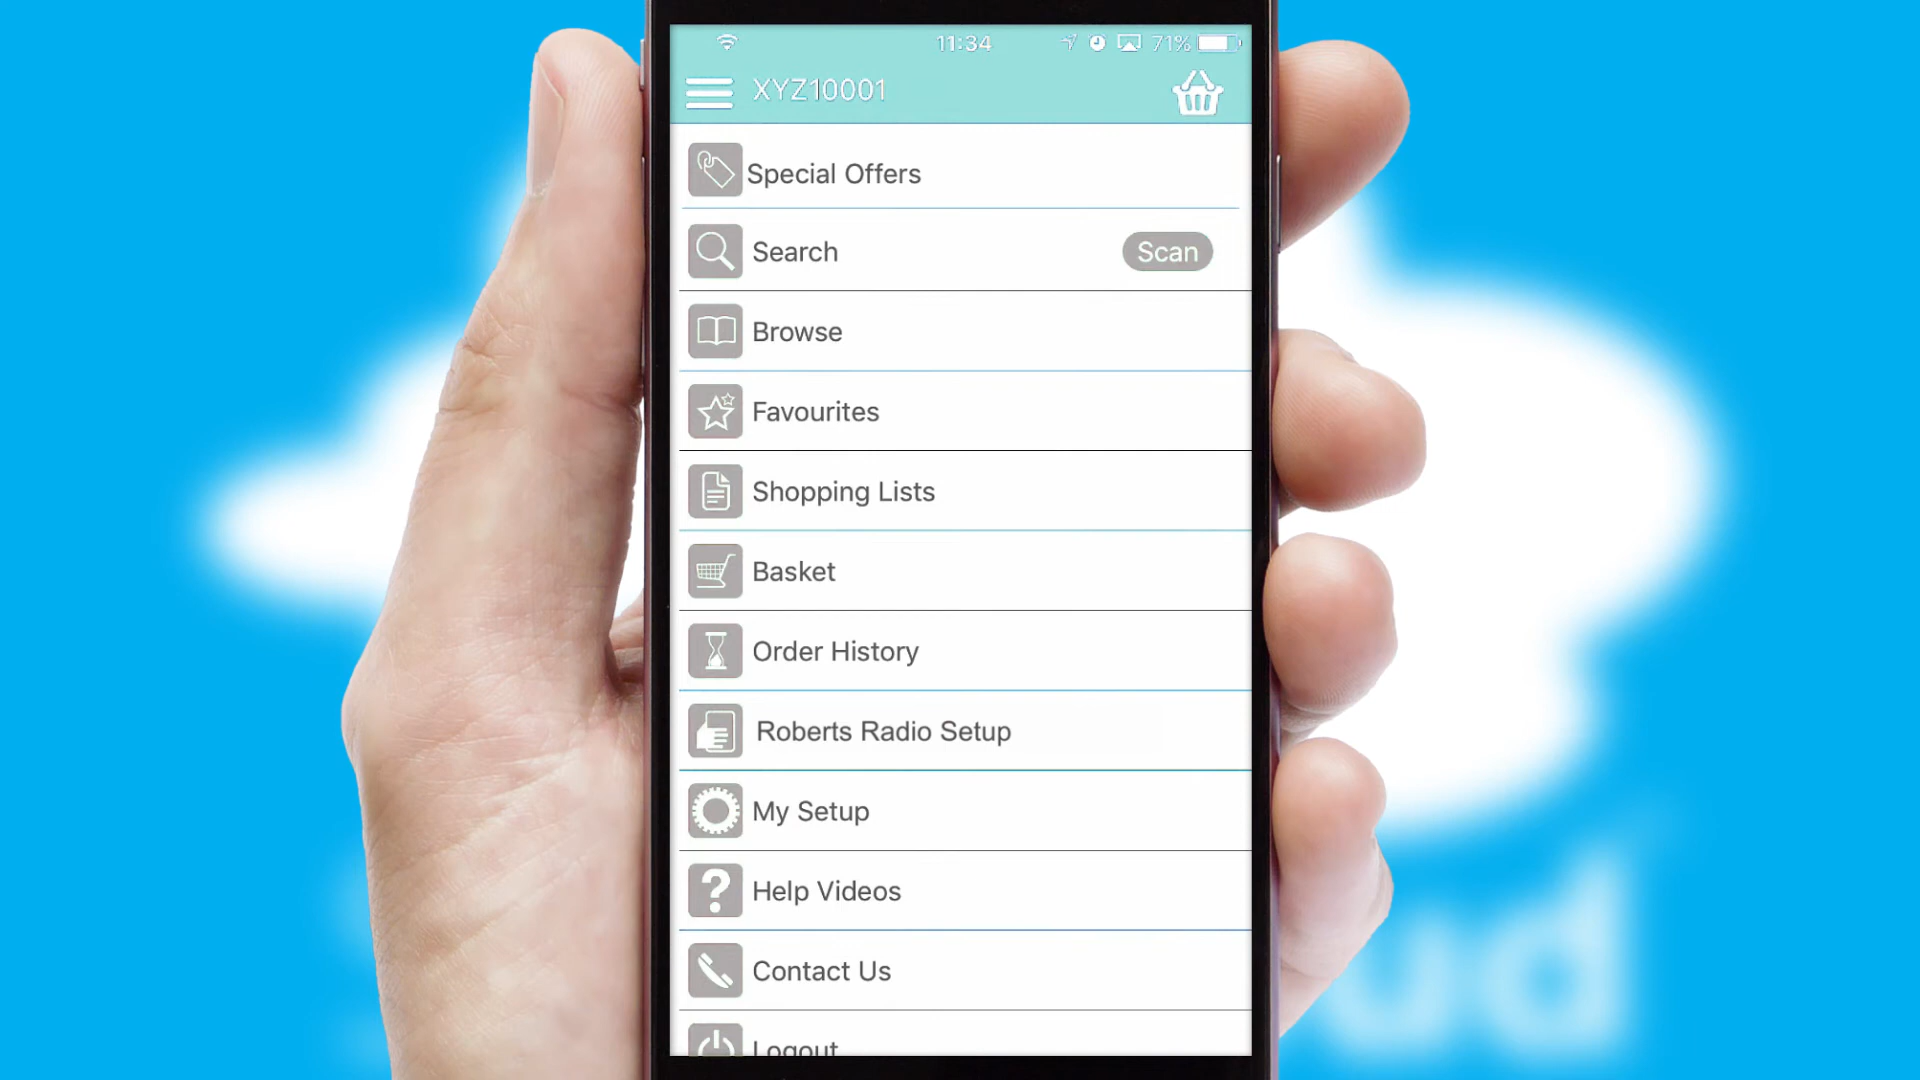 11:34
71%
XYZ10001
Special Offers
Search
Scan
Browse
Favourites
Shopping Lists
Basket
Order History
Roberts Radio Setup
My Setup
Help Videos
Contact Us
Logout
ud